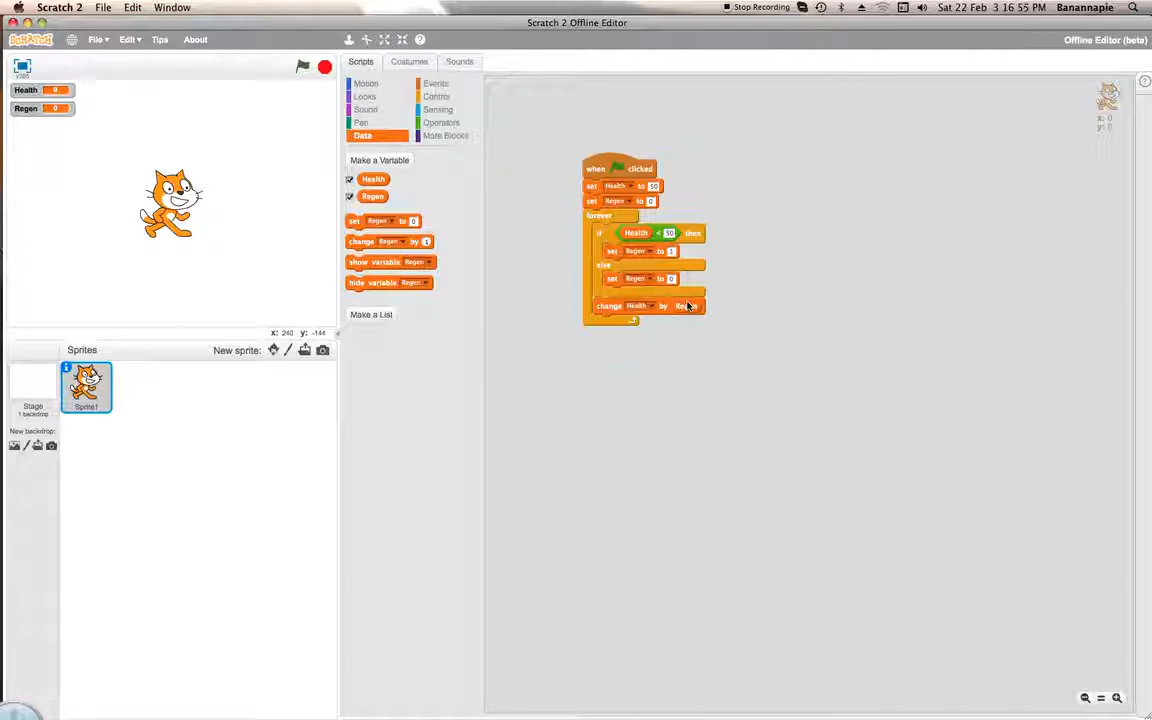 Scratch 2 File Edit Window Stop Recording Sat 22 Feb 3 16 55 PM Banannapie
Scratch 2 Offline Editor
SCRATCH File Edit Tips About Offline Editor (beta)
Scripts Costumes Sounds
Health 0
Regen 0
Motion Events
Looks Control
Sound Sensing
Pen Operators
Data More Blocks
Make a Variable
Health
Regen
set Regen to 0
change Regen by 1
show variable Regen
hide variable Regen
Make a List
x: 0
y: 0
when clicked
set Health to 50
set Regen to 0
forever
if Health < 50 then
set Regen to 1
else
set Regen to 0
change Health by Regen
x: 240 y: -144
Sprites New sprite:
Sprite1
Stage
1 backdrop
New backdrop: